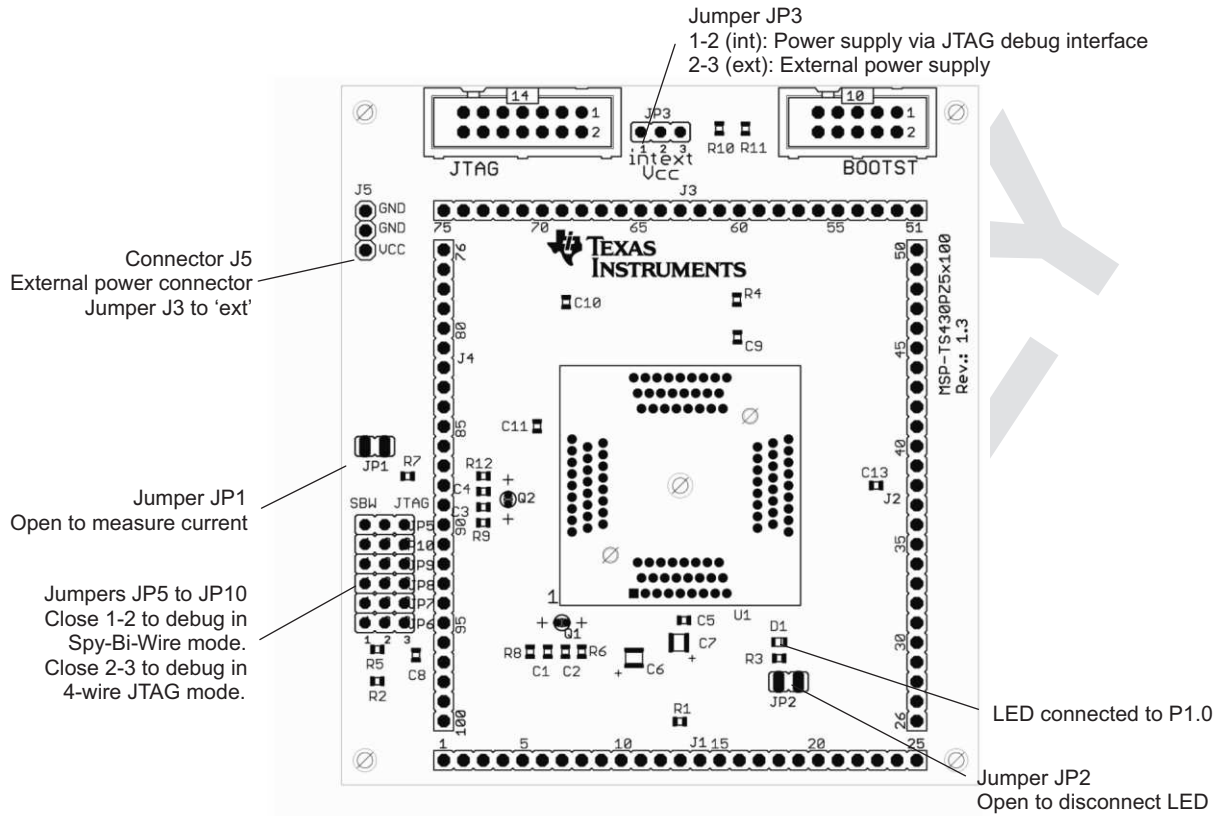 Jumper JP3
1-2 (int): Power supply via JTAG debug interface
2-3 (ext): External power supply
14
1
2
JTAG
JP3
1 2 3
intext
Vcc
R10 R11
10
1
2
BOOTST
J5
GND
GND
VCC
J3
75 70 65 60 55 51
Connector J5
External power connector
Jumper J3 to 'ext'
76
80
J4
85
90
95
100
TEXAS
INSTRUMENTS
C10
R4
C9
50
45
40
J2
35
30
26
MSP-TS430PZ5x100
Rev.: 1.3
C11
JP1
R7
R12
C4
C3
R9
Q2
C13
Jumper JP1
Open to measure current
SBW JTAG
JP5
JP10
JP9
JP8
JP7
JP6
1 2 3
Jumpers JP5 to JP10
Close 1-2 to debug in
Spy-Bi-Wire mode.
Close 2-3 to debug in
4-wire JTAG mode.
R5
R2
C8
1
U1
Q1
R8 C1 C2 R6
C5
C7
C6
D1
R3
JP2
R1
LED connected to P1.0
1 5 10 J1 15 20 25
Jumper JP2
Open to disconnect LED